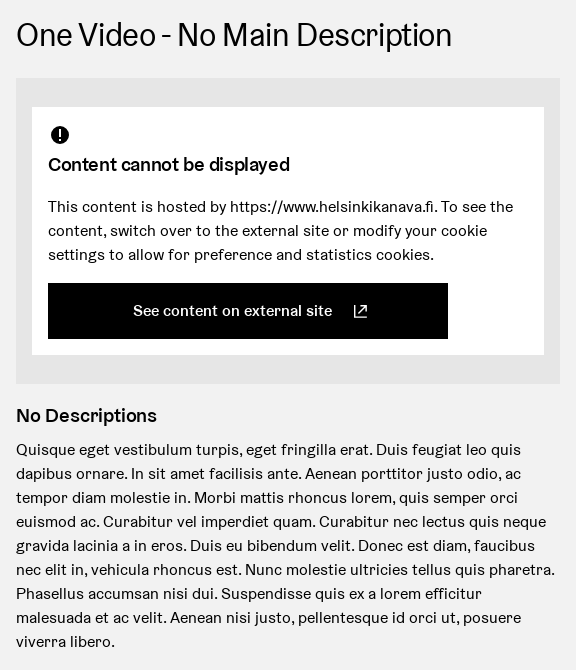 One Video - No Main Description
Content cannot be displayed
This content is hosted by https://www.helsinkikanava.fi. To see the
content, switch over to the external site or modify your cookie
settings to allow for preference and statistics cookies.
See content on external site
No Descriptions
Quisque eget vestibulum turpis, eget fringilla erat. Duis feugiat leo quis
dapibus ornare. In sit amet facilisis ante. Aenean porttitor justo odio, ac
tempor diam molestie in. Morbi mattis rhoncus lorem, quis semper orci
euismod ac. Curabitur vel imperdiet quam. Curabitur nec lectus quis neque
gravida lacinia a in eros. Duis eu bibendum velit. Donec est diam, faucibus
nec elit in, vehicula rhoncus est. Nunc molestie ultricies tellus quis pharetra.
Phasellus accumsan nisi dui. Suspendisse quis ex a lorem efficitur
malesuada et ac velit. Aenean nisi justo, pellentesque id orci ut, posuere
viverra libero.